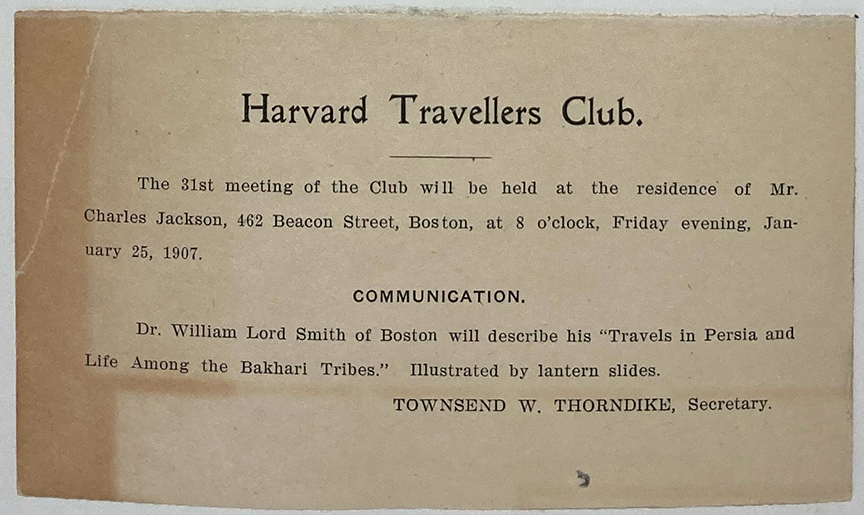 Harvard Travellers Club.
The 31st meeting of the Club will be held at the residence of Mr.
Charles Jackson, 462 Beacon Street, Boston, at 8 o'clock, Friday evening, Jan-
uary 25, 1907.
COMMUNICATION.
Dr. William Lord Smith of Boston will describe his "Travels in Persia and
Life Among the Bakhari Tribes." Illustrated by lantern slides.
TOWNSEND W. THORNDIKE, Secretary.